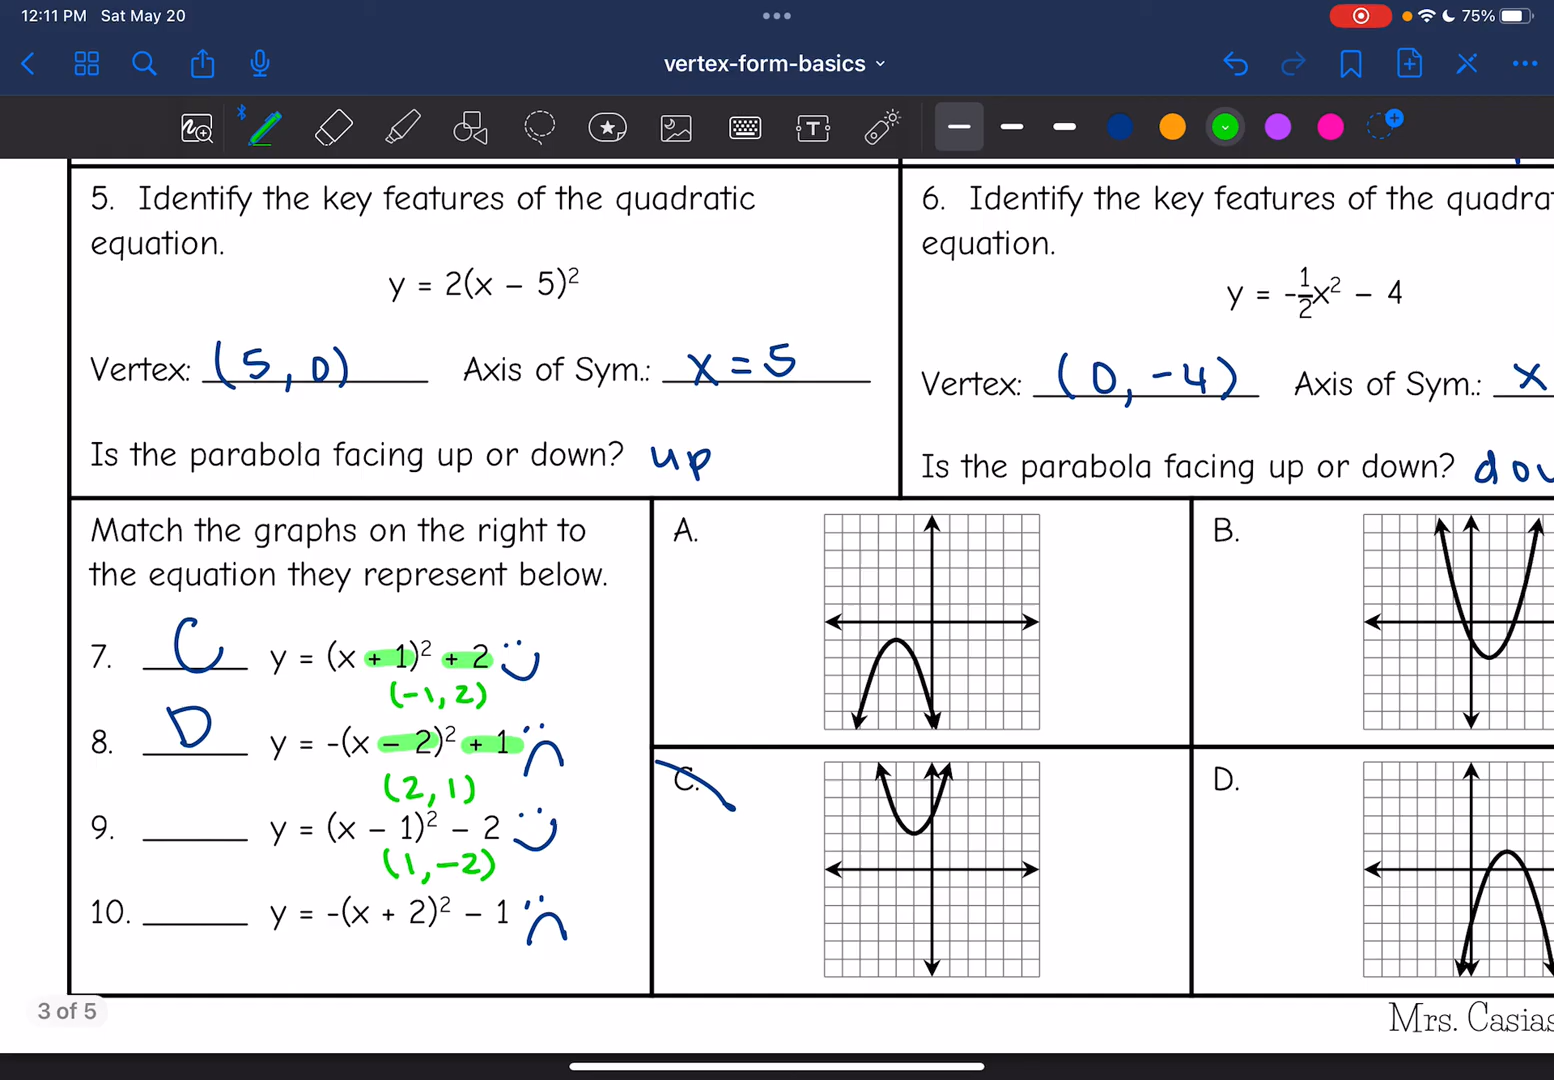 12:11 PM Sat May 20
75%
vertex-form-basics
5. Identify the key features of the quadratic
equation.
y = 2(x – 5)²
Vertex: (5, 0) Axis of Sym.: x = 5
Is the parabola facing up or down? up
6. Identify the key features of the quadrat
equation.
y = -1/2x² – 4
Vertex: (0, -4) Axis of Sym.: x
Is the parabola facing up or down? dow
Match the graphs on the right to
the equation they represent below.
7. C y = (x + 1)² + 2
(-1, 2)
8. D y = -(x – 2)² + 1
(2, 1)
9. y = (x – 1)² – 2
(1, -2)
10. y = -(x + 2)² – 1
A.
B.
C.
D.
3 of 5
Mrs. Casias